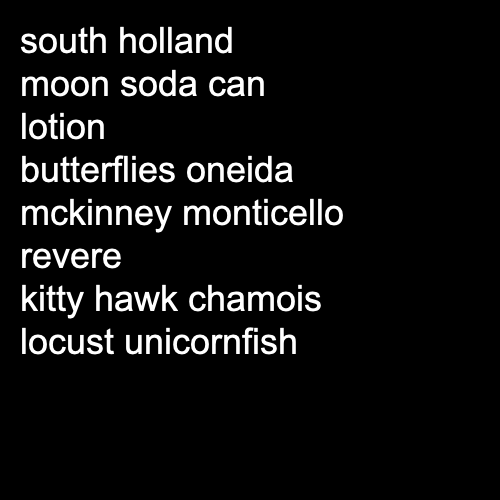 south holland
moon soda can
lotion
butterflies oneida
mckinney monticello
revere
kitty hawk chamois
locust unicornfish